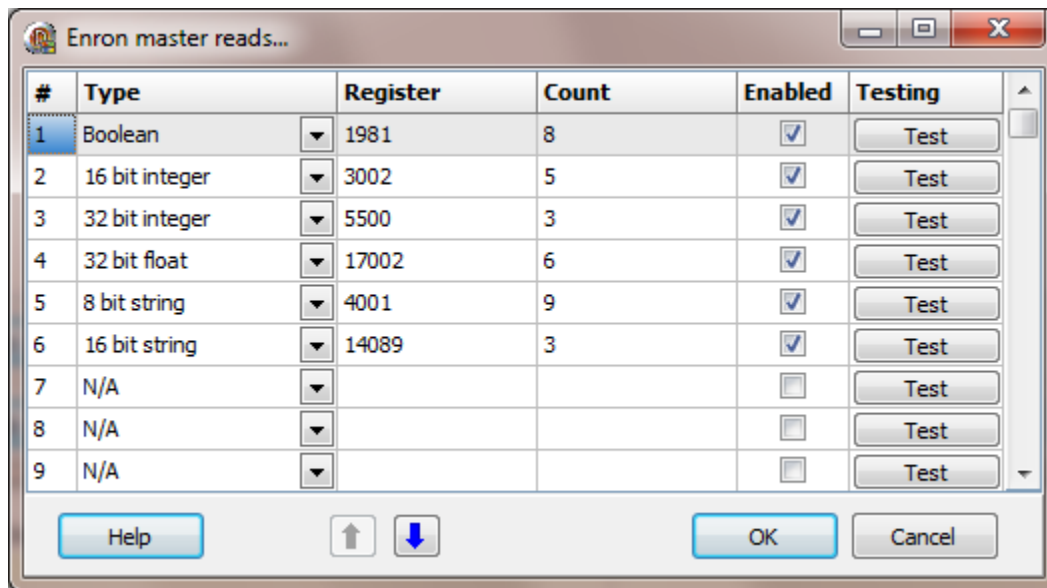 Enron master reads...
# Type Register Count Enabled Testing
1 Boolean 1981 8 Test
2 16 bit integer 3002 5 Test
3 32 bit integer 5500 3 Test
4 32 bit float 17002 6 Test
5 8 bit string 4001 9 Test
6 16 bit string 14089 3 Test
7 N/A Test
8 N/A Test
9 N/A Test
Help OK Cancel